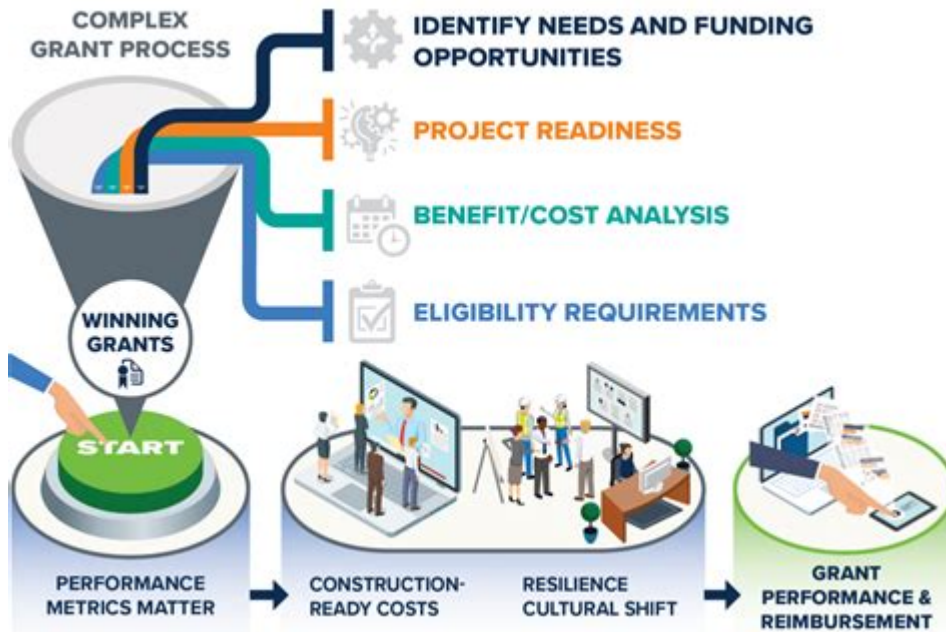 COMPLEX
GRANT PROCESS
IDENTIFY NEEDS AND FUNDING
OPPORTUNITIES
PROJECT READINESS
BENEFIT/COST ANALYSIS
ELIGIBILITY REQUIREMENTS
WINNING
GRANTS
START
PERFORMANCE
METRICS MATTER
CONSTRUCTION-
READY COSTS
RESILIENCE
CULTURAL SHIFT
GRANT
PERFORMANCE &
REIMBURSEMENT